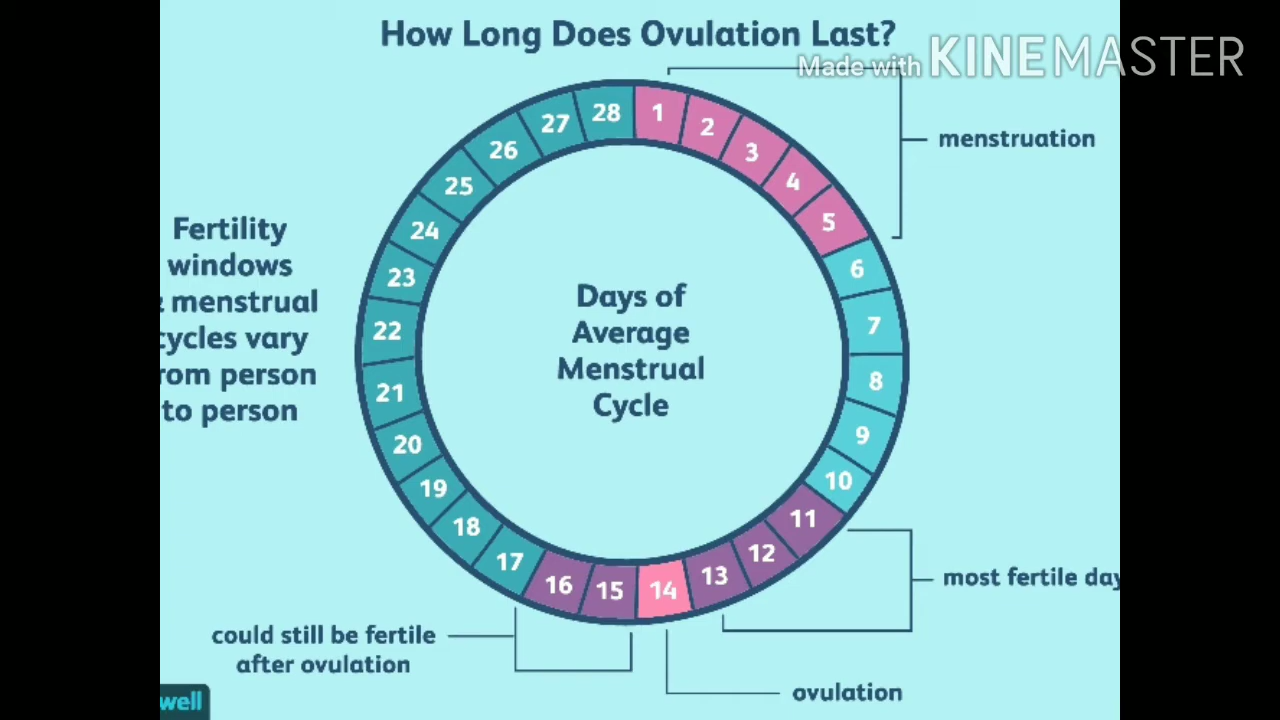 How Long Does Ovulation Last?
Made with KINEMASTER
menstruation
1
2
3
4
5
6
7
8
9
10
11
12
13
14
15
16
17
18
19
20
21
22
23
24
25
26
27
28
Fertility
windows
menstrual
cycles vary
from person
to person
Days of
Average
Menstrual
Cycle
most fertile day
could still be fertile
after ovulation
ovulation
well